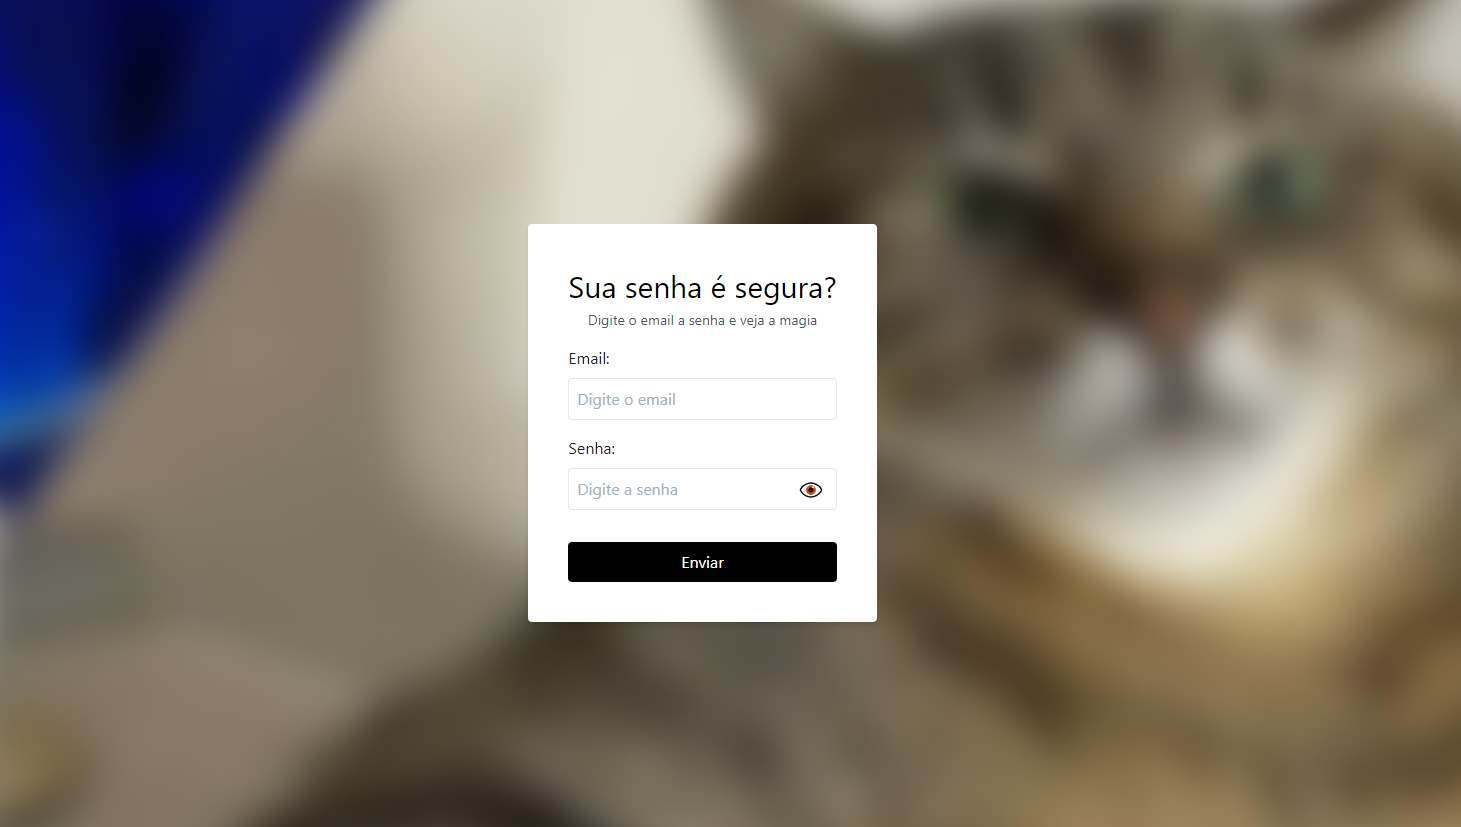 Sua senha é segura?
Digite o email a senha e veja a magia
Email:
Digite o email
Senha:
Digite a senha
Enviar